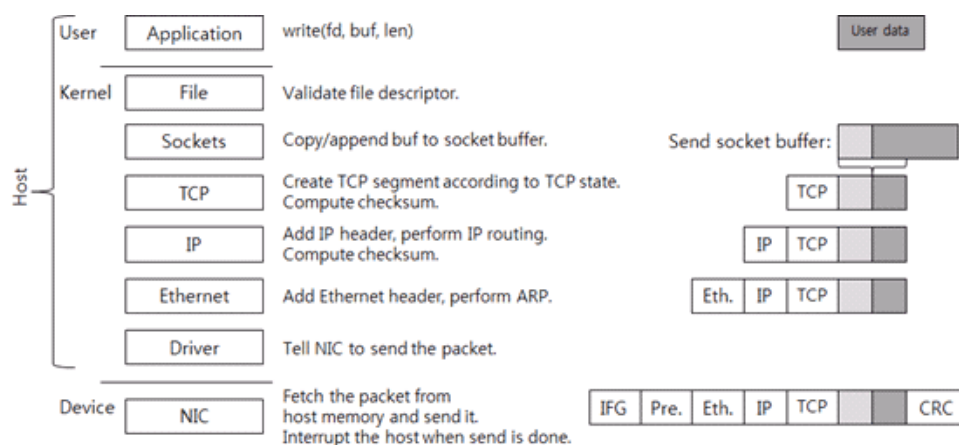 User Application write(fd, buf, len) User data
Kernel File Validate file descriptor.
Sockets Copy/append buf to socket buffer. Send socket buffer:
Host
TCP Create TCP segment according to TCP state. TCP
Compute checksum.
IP Add IP header, perform IP routing. IP TCP
Compute checksum.
Ethernet Add Ethernet header, perform ARP. Eth. IP TCP
Driver Tell NIC to send the packet.
Device NIC Fetch the packet from
host memory and send it. IFG Pre. Eth. IP TCP CRC
Interrupt the host when send is done.